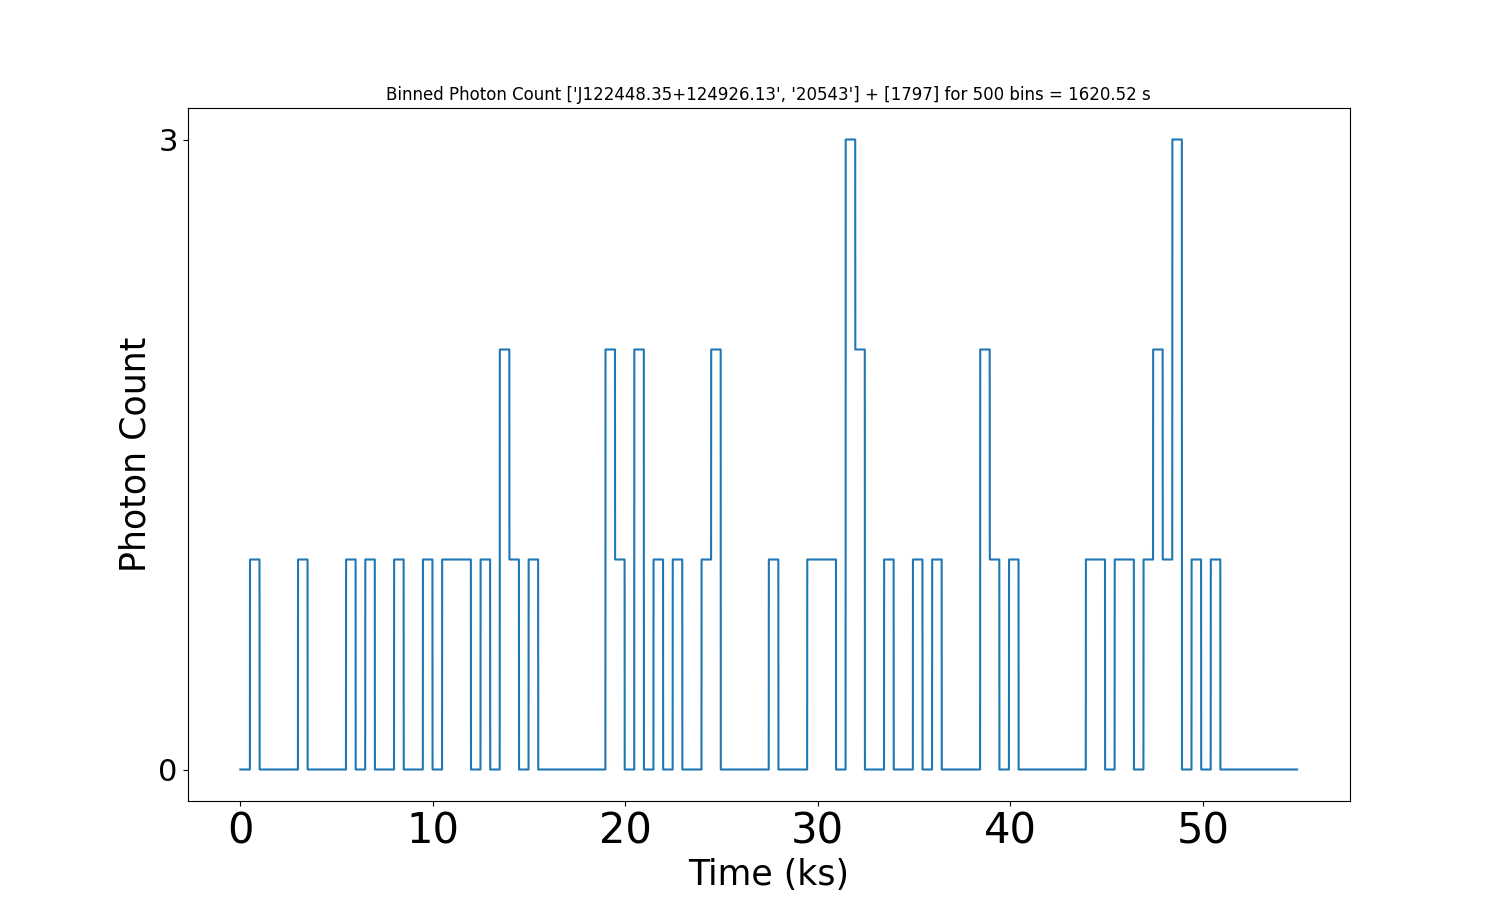 Binned Photon Count ['J122448.35+124926.13', '20543'] + [1797] for 500 bins = 1620.52 s
3
Photon Count
0
0 10 20 30 40 50
Time (ks)